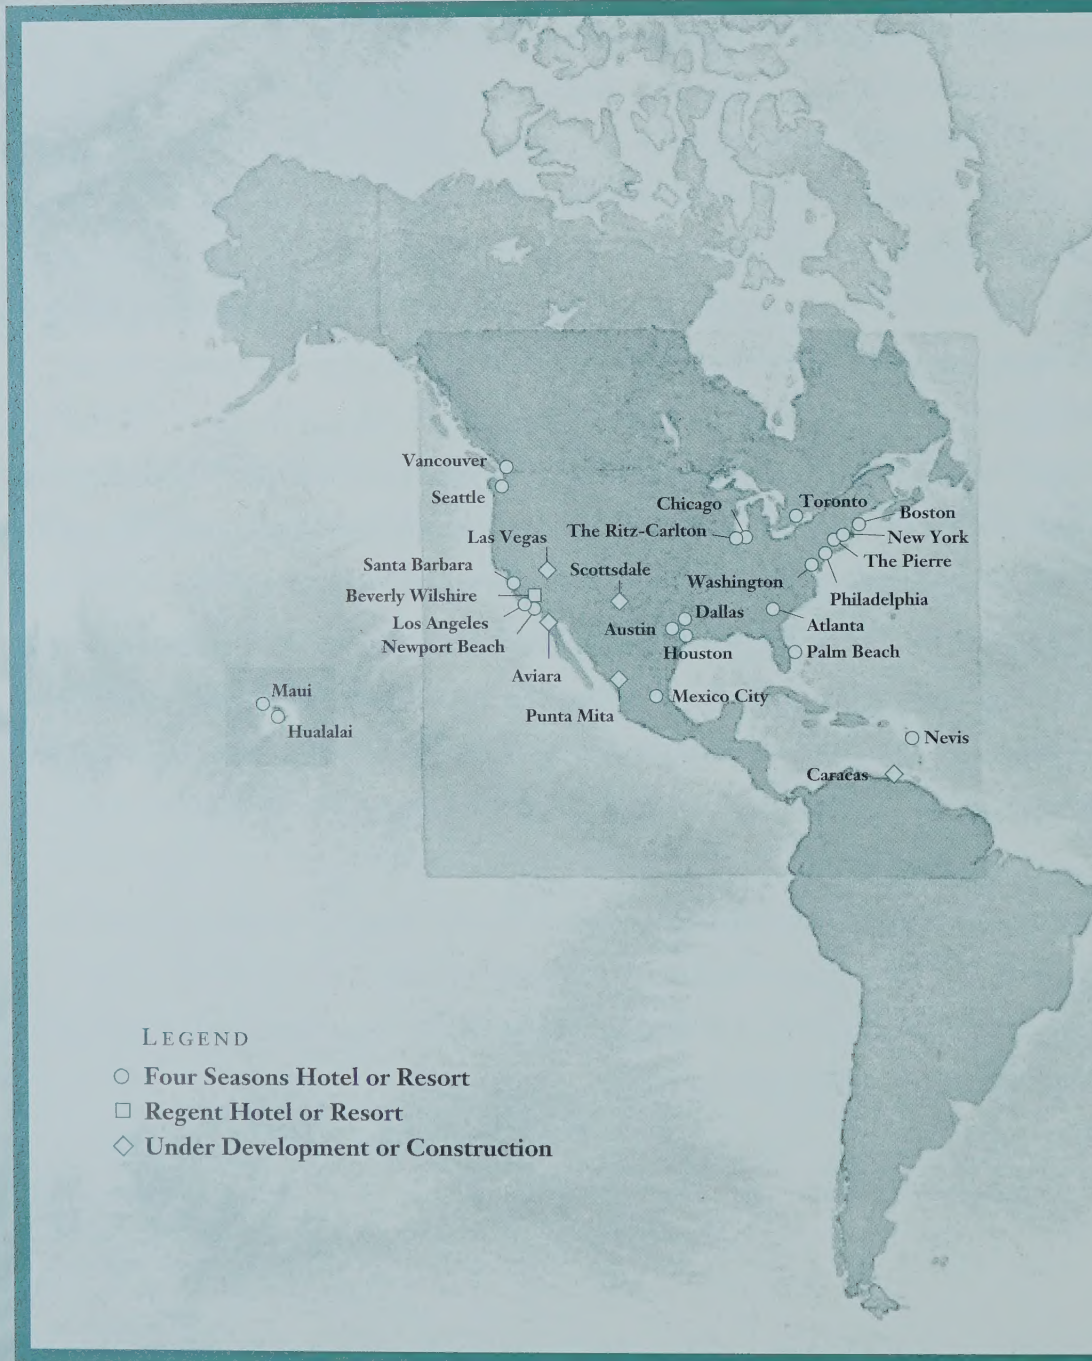 Vancouver
Seattle
Chicago
Toronto
Boston
The Ritz-Carlton
New York
Las Vegas
The Pierre
Santa Barbara
Scottsdale
Washington
Beverly Wilshire
Philadelphia
Dallas
Los Angeles
Austin
Atlanta
Newport Beach
Houston
Palm Beach
Aviara
Maui
Mexico City
Punta Mita
Hualalai
Nevis
Caracas
LEGEND
Four Seasons Hotel or Resort
Regent Hotel or Resort
Under Development or Construction